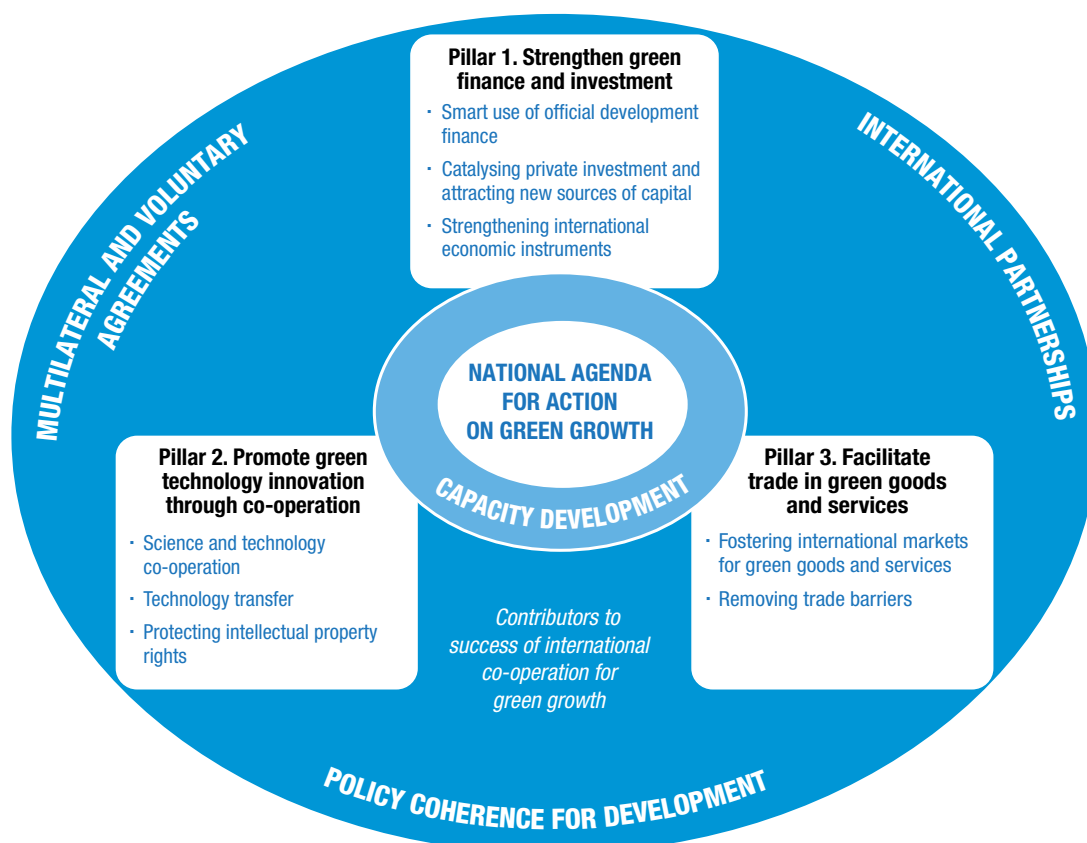 Pillar 1. Strengthen green
finance and investment
· Smart use of official development
finance
· Catalysing private investment and
attracting new sources of capital
· Strengthening international
economic instruments
MULTILATERAL AND VOLUNTARY
AGREEMENTS
INTERNATIONAL PARTNERSHIPS
NATIONAL AGENDA
FOR ACTION
ON GREEN GROWTH
CAPACITY DEVELOPMENT
Pillar 2. Promote green
technology innovation
through co-operation
· Science and technology
co-operation
· Technology transfer
· Protecting intellectual property
rights
Pillar 3. Facilitate
trade in green goods
and services
· Fostering international markets
for green goods and services
· Removing trade barriers
Contributors to
success of international
co-operation for
green growth
POLICY COHERENCE FOR DEVELOPMENT